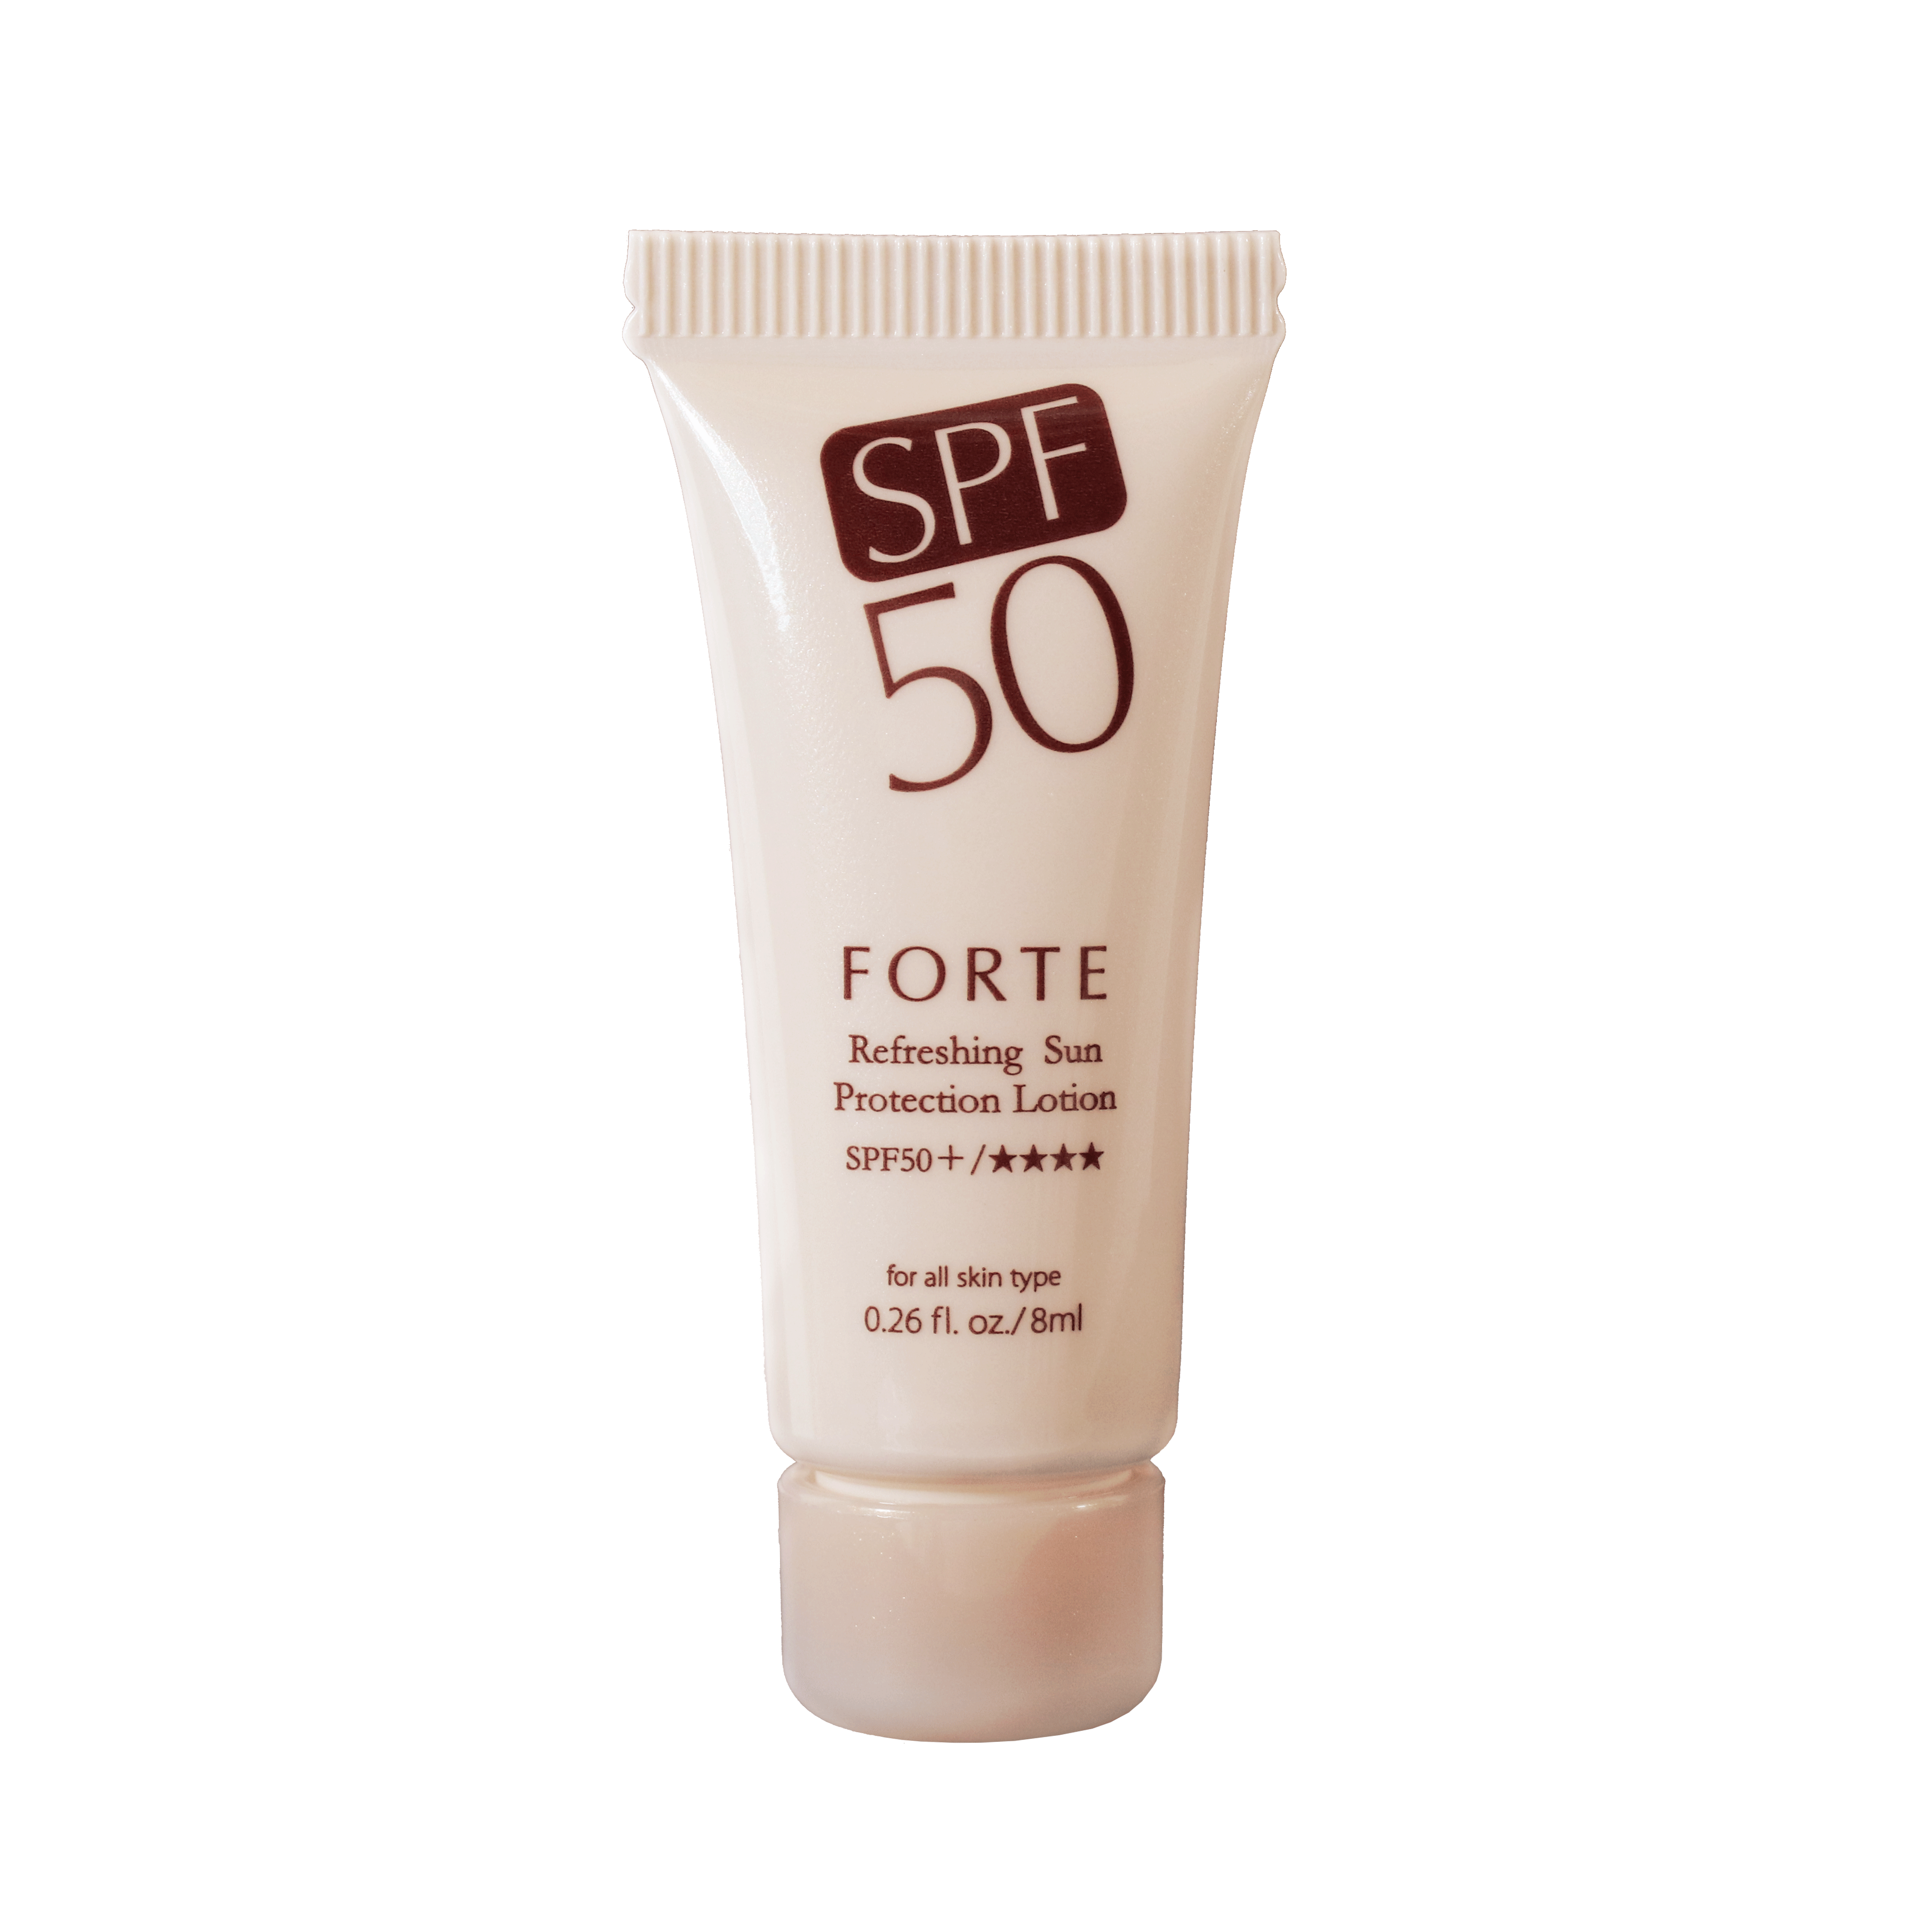 SPF
50
FORTE
Refreshing Sun
Protection Lotion
SPF50+/★★★★
for all skin type
0.26 fl. oz./8ml